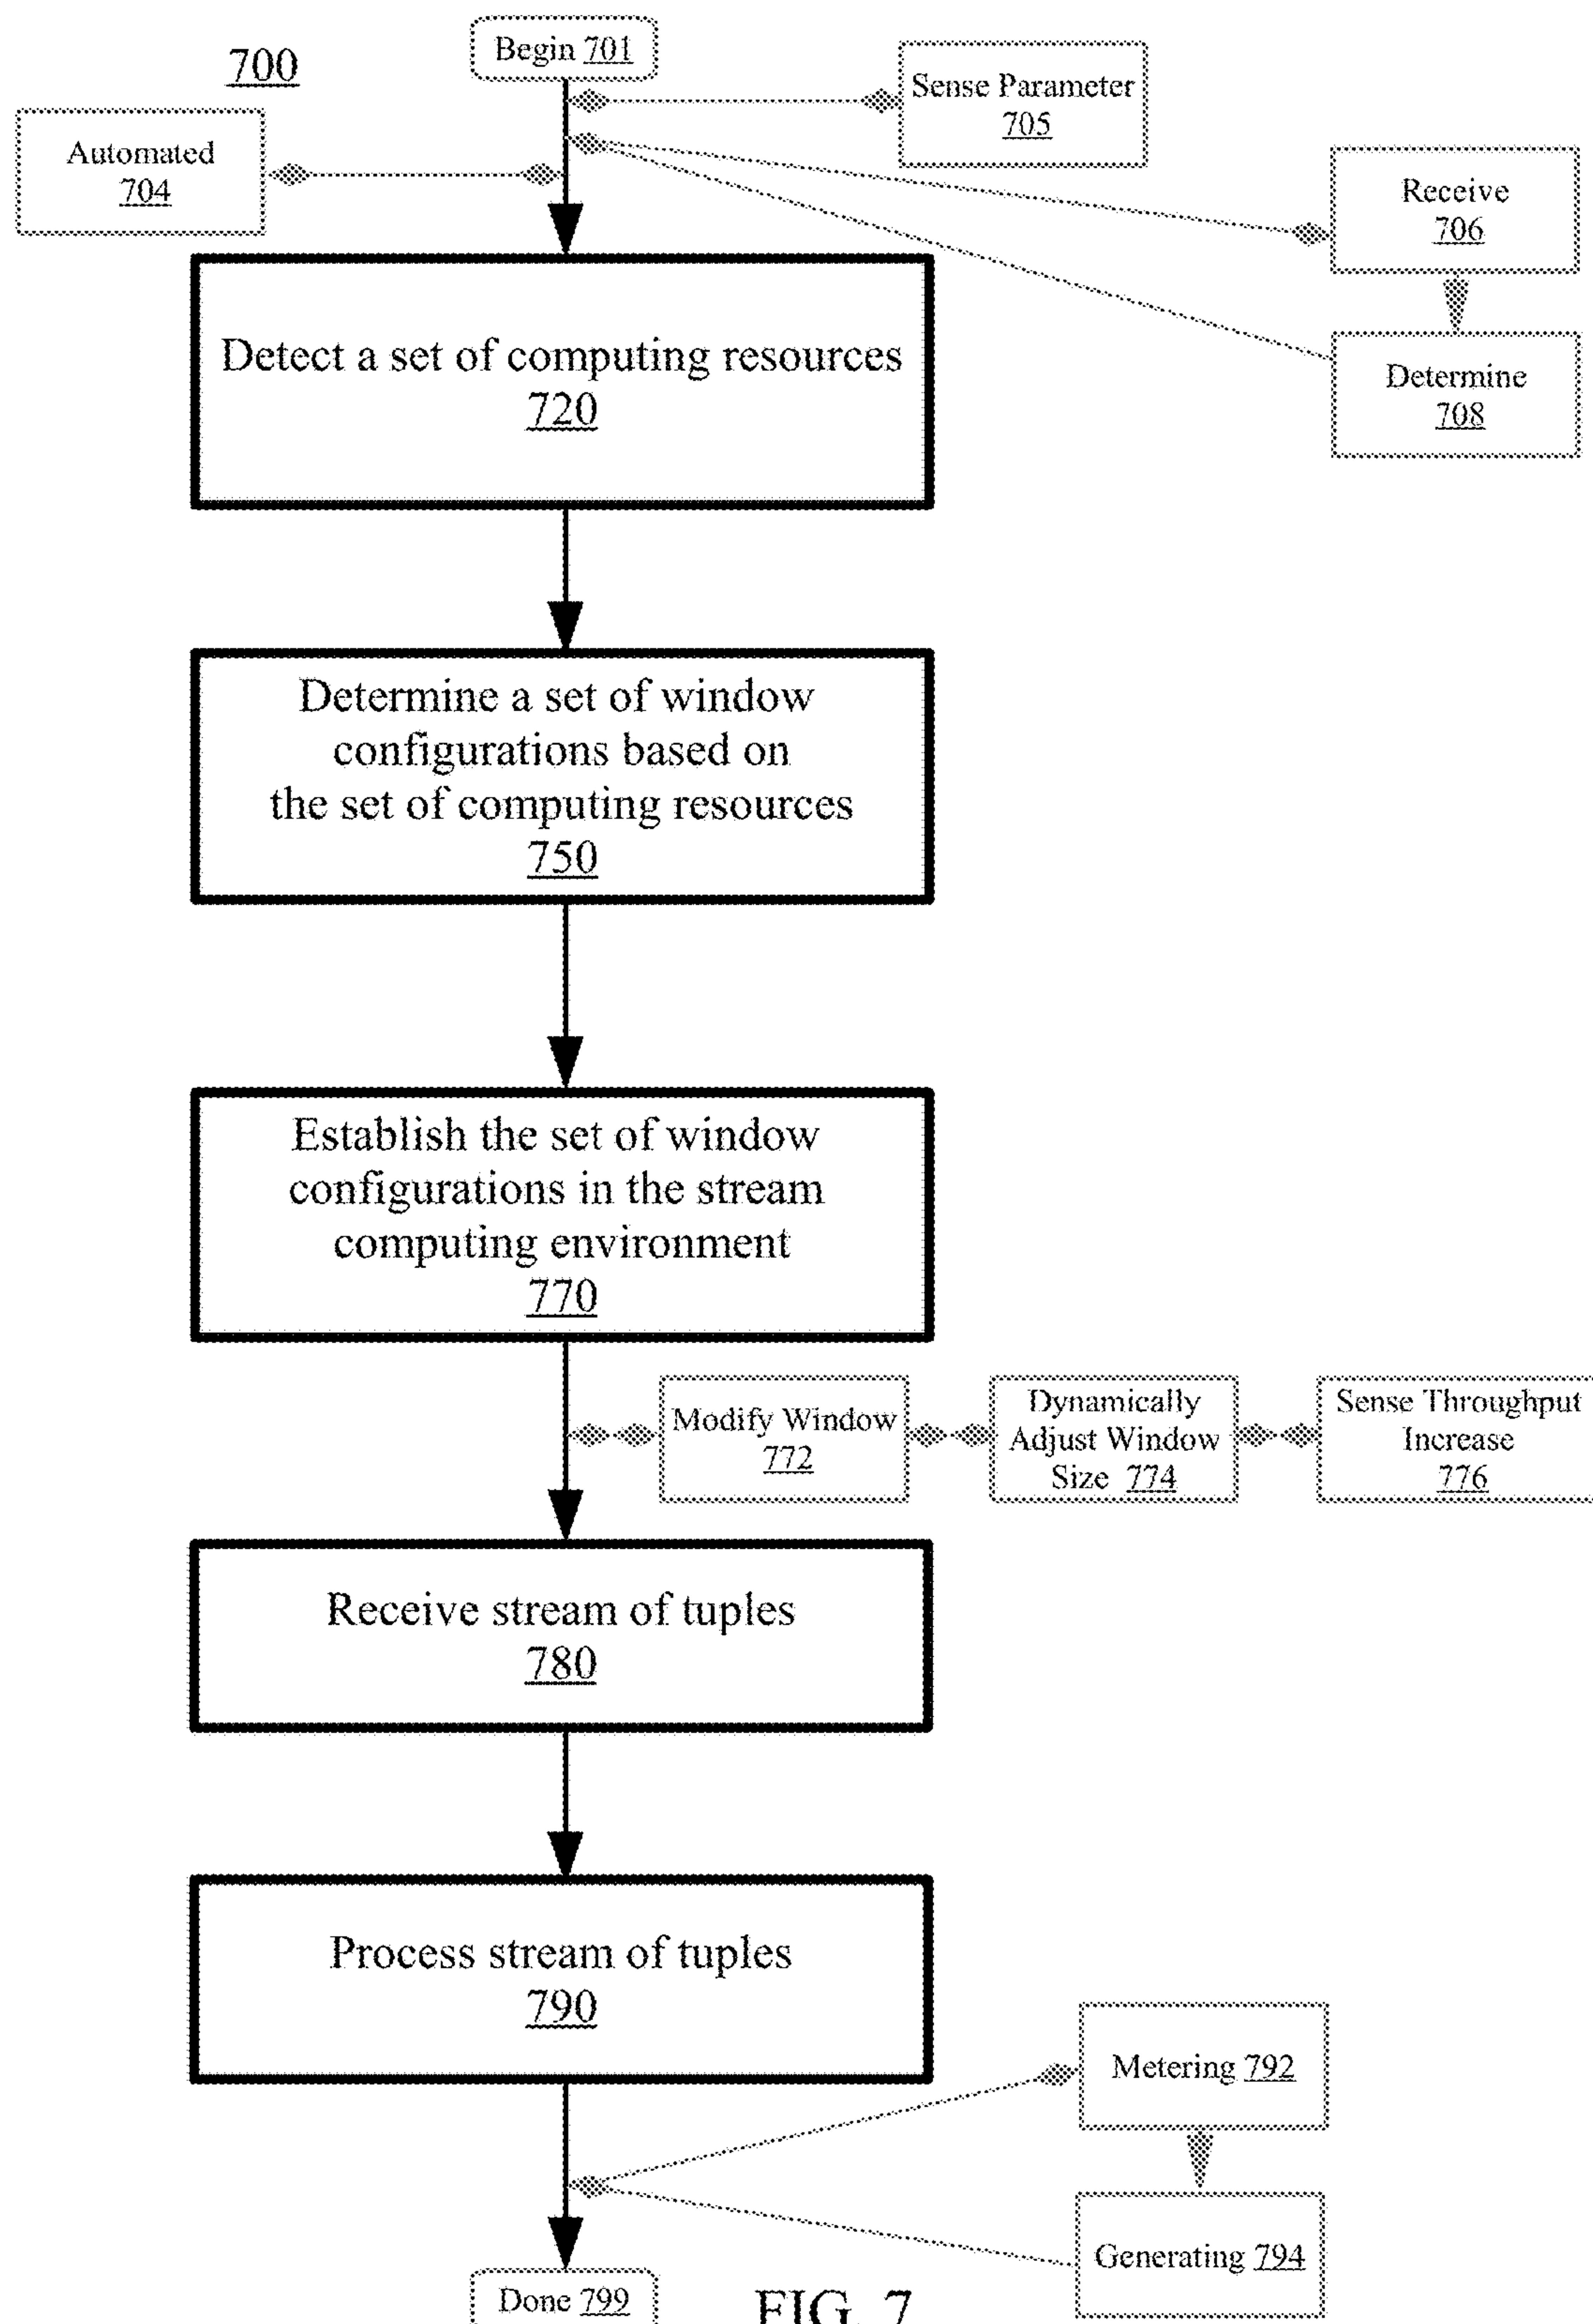 700
Begin 701
Sense Parameter
705
Automated
704
Receive
706
Determine
708
Detect a set of computing resources
720
Determine a set of window
configurations based on
the set of computing resources
750
Establish the set of window
configurations in the stream
computing environment
770
Modify Window
772
Dynamically
Adjust Window
Size 774
Sense Throughput
Increase
776
Receive stream of tuples
780
Process stream of tuples
790
Metering 792
Generating 794
Done 799
FIG. 7